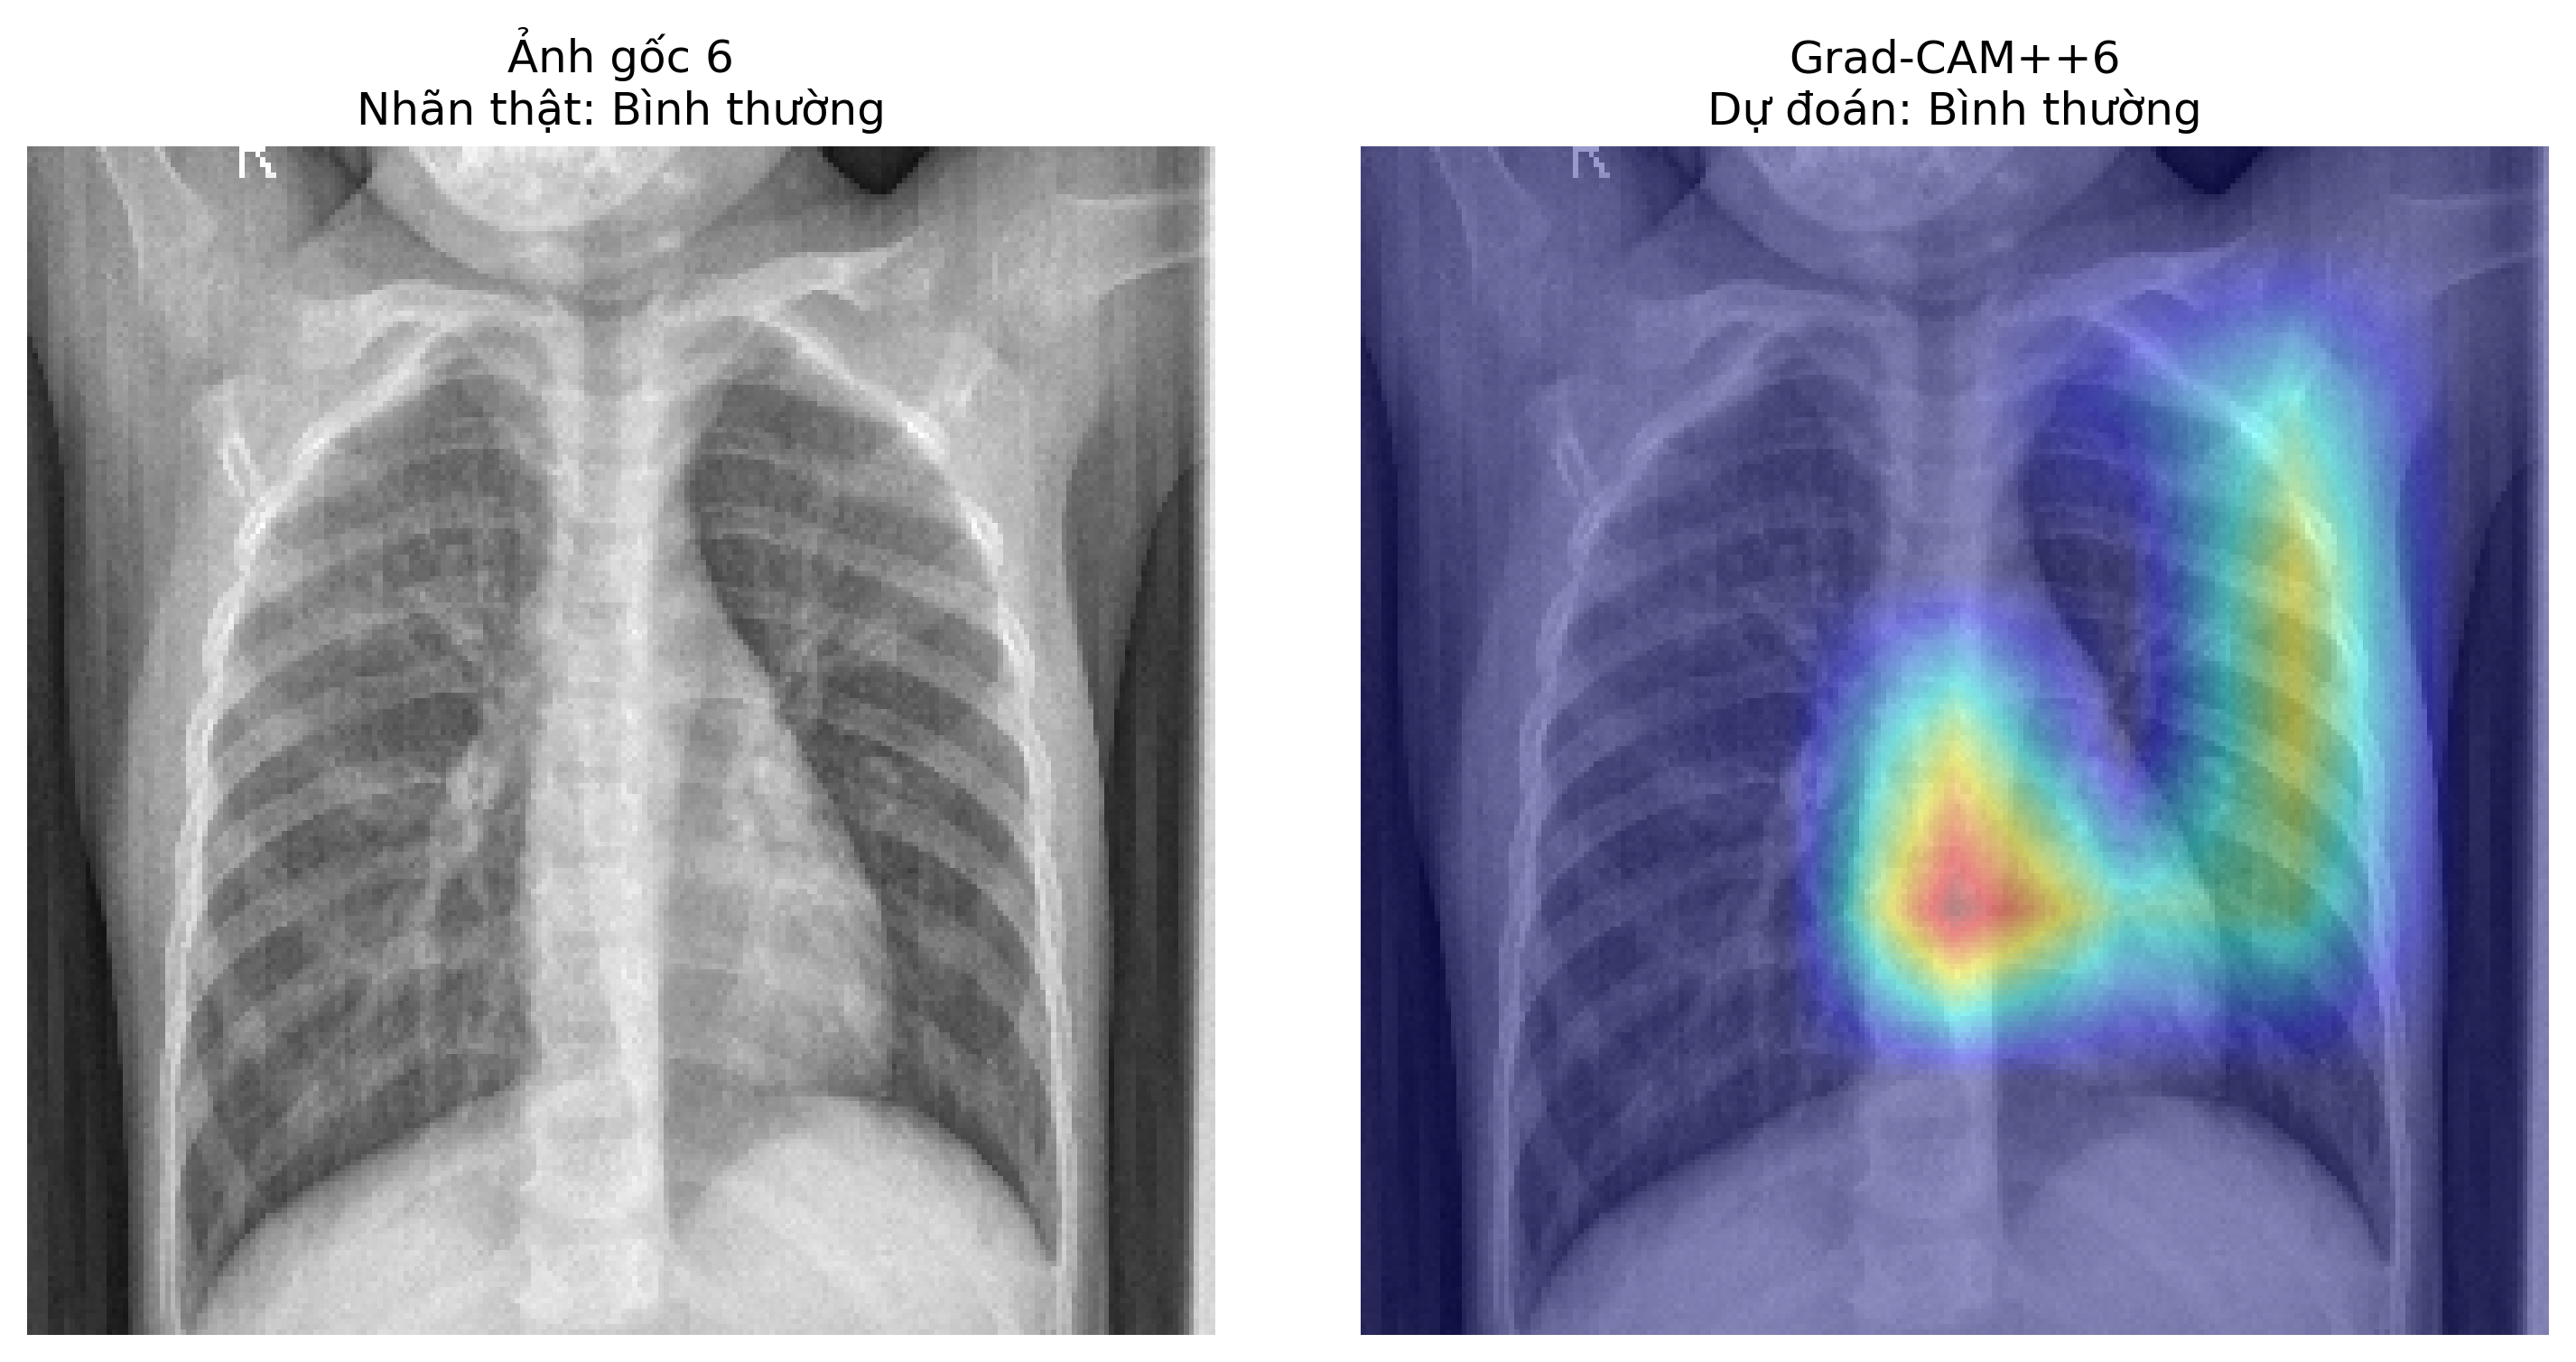 Ảnh gốc 6
Nhãn thật: Bình thường
Grad-CAM++6
Dự đoán: Bình thường
R